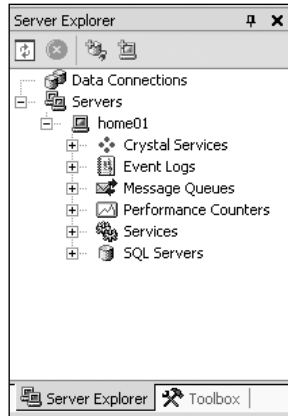 Server Explorer
Data Connections
Servers
home01
Crystal Services
Event Logs
Message Queues
Performance Counters
Services
SQL Servers
Server Explorer Toolbox